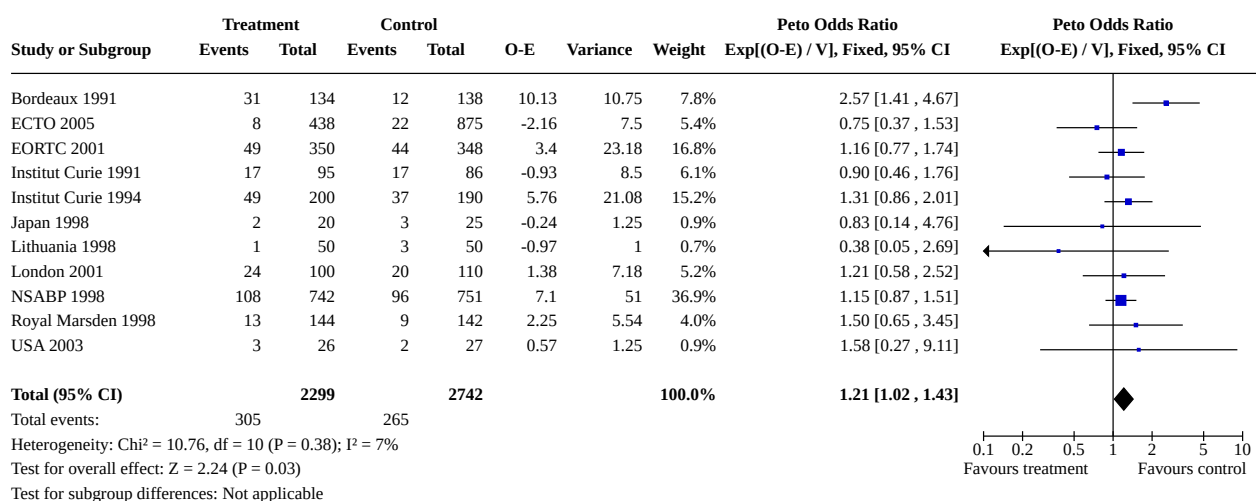 Treatment Control Peto Odds Ratio Peto Odds Ratio
Study or Subgroup Events Total Events Total O-E Variance Weight Exp[(O-E) / V], Fixed, 95% CI Exp[(O-E) / V], Fixed, 95% CI
Bordeaux 1991 31 134 12 138 10.13 10.75 7.8% 2.57 [1.41 , 4.67]
ECTO 2005 8 438 22 875 -2.16 7.5 5.4% 0.75 [0.37 , 1.53]
EORTC 2001 49 350 44 348 3.4 23.18 16.8% 1.16 [0.77 , 1.74]
Institut Curie 1991 17 95 17 86 -0.93 8.5 6.1% 0.90 [0.46 , 1.76]
Institut Curie 1994 49 200 37 190 5.76 21.08 15.2% 1.31 [0.86 , 2.01]
Japan 1998 2 20 3 25 -0.24 1.25 0.9% 0.83 [0.14 , 4.76]
Lithuania 1998 1 50 3 50 -0.97 1 0.7% 0.38 [0.05 , 2.69]
London 2001 24 100 20 110 1.38 7.18 5.2% 1.21 [0.58 , 2.52]
NSABP 1998 108 742 96 751 7.1 51 36.9% 1.15 [0.87 , 1.51]
Royal Marsden 1998 13 144 9 142 2.25 5.54 4.0% 1.50 [0.65 , 3.45]
USA 2003 3 26 2 27 0.57 1.25 0.9% 1.58 [0.27 , 9.11]
Total (95% CI) 2299 2742 100.0% 1.21 [1.02 , 1.43]
Total events: 305 265
Heterogeneity: Chi² = 10.76, df = 10 (P = 0.38); I² = 7%
0.1 0.2 0.5 1 2 5 10
Test for overall effect: Z = 2.24 (P = 0.03) Favours treatment Favours control
Test for subgroup differences: Not applicable